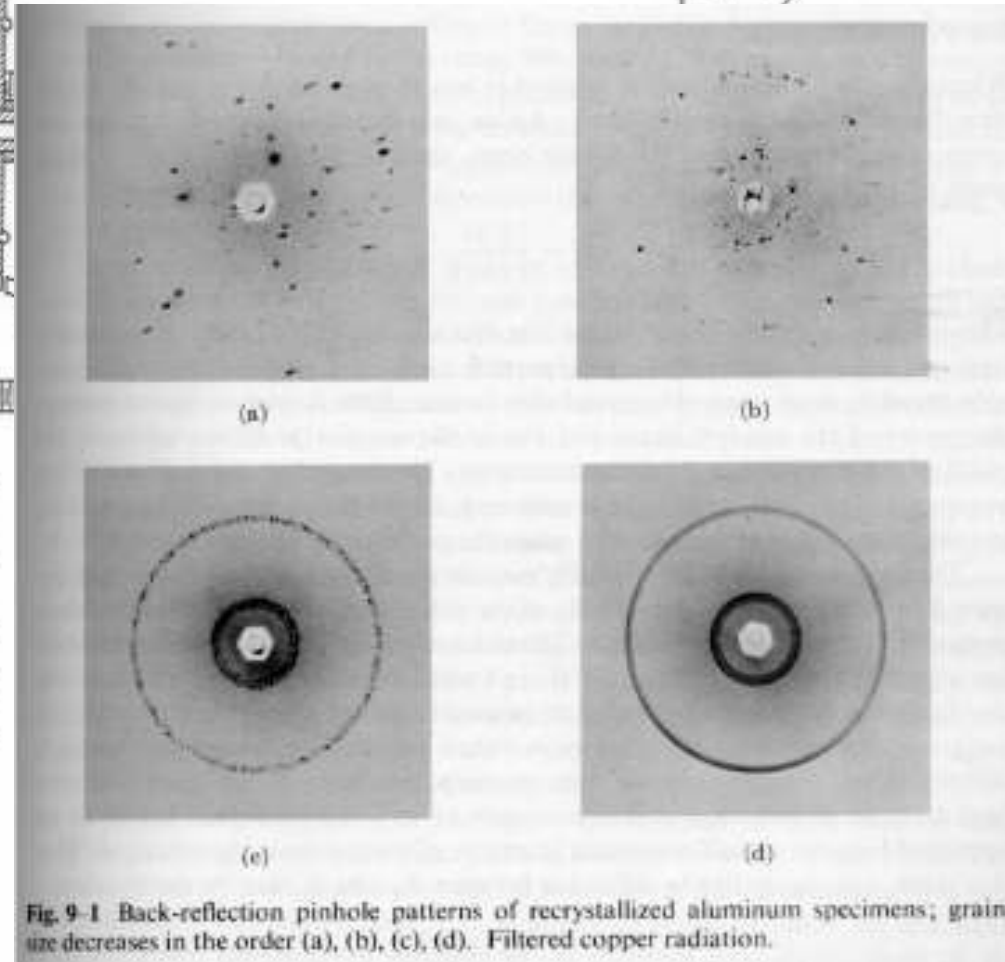 (a)
(b)
(c)
(d)
Fig. 9-1 Back-reflection pinhole patterns of recrystallized aluminum specimens; grain
size decreases in the order (a), (b), (c), (d). Filtered copper radiation.